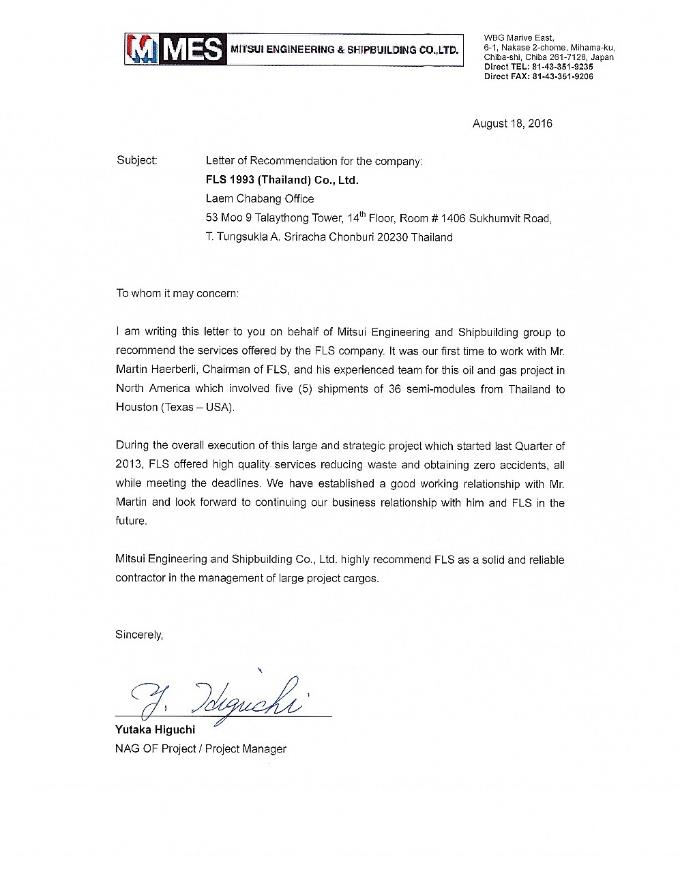 MES MITSUI ENGINEERING & SHIPBUILDING CO.,LTD.
WBG Marive East,
6-1, Nakase 2-chome, Mihama-ku,
Chiba-shi, Chiba 261-7128, Japan
Direct TEL: 81-43-351-9235
Direct FAX: 81-43-351-9206
August 18, 2016
Subject: Letter of Recommendation for the company:
FLS 1993 (Thailand) Co., Ltd.
Laem Chabang Office
53 Moo 9 Talaythong Tower, 14th Floor, Room # 1406 Sukhumvit Road,
T. Tungsukla A. Sriracha Chonburi 20230 Thailand
To whom it may concern:
I am writing this letter to you on behalf of Mitsui Engineering and Shipbuilding group to
recommend the services offered by the FLS company. It was our first time to work with Mr.
Martin Haerberli, Chairman of FLS, and his experienced team for this oil and gas project in
North America which involved five (5) shipments of 36 semi-modules from Thailand to
Houston (Texas – USA).
During the overall execution of this large and strategic project which started last Quarter of
2013, FLS offered high quality services reducing waste and obtaining zero accidents, all
while meeting the deadlines. We have established a good working relationship with Mr.
Martin and look forward to continuing our business relationship with him and FLS in the
future.
Mitsui Engineering and Shipbuilding Co., Ltd. highly recommend FLS as a solid and reliable
contractor in the management of large project cargos.
Sincerely,
Y. Higuchi
Yutaka Higuchi
NAG OF Project / Project Manager